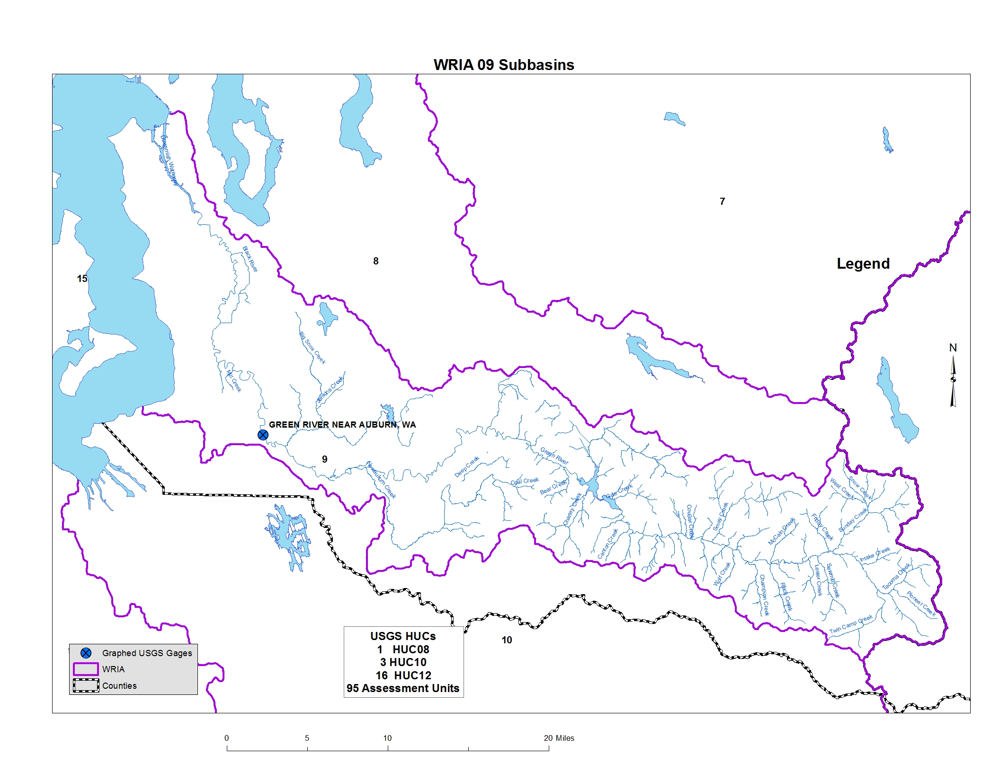 WRIA 09 Subbasins
Duwamish Waterway
7
Black River
8
Legend
15
Big Soos Creek
N
Mill Creek
Jenkins Creek
GREEN RIVER NEAR AUBURN, WA
9
Newaukum Creek
Deep Creek
Green River
Coal Creek
Bear Creek
Gale Creek
Charley Creek
Canton Creek
Cougar Creek
Smay Creek
Wolf Creek
McCain Creek
Friday Creek
West Creek
Snow Creek
Sunday Creek
Intake Creek
Tacoma Creek
Pioneer Creek
Champion Creek
Rock Creek
Lester Creek
Sawmill Creek
Twin Camp Creek
10
USGS HUCs
1 HUC08
3 HUC10
16 HUC12
95 Assessment Units
Graphed USGS Gages
WRIA
Counties
0 5 10 20 Miles